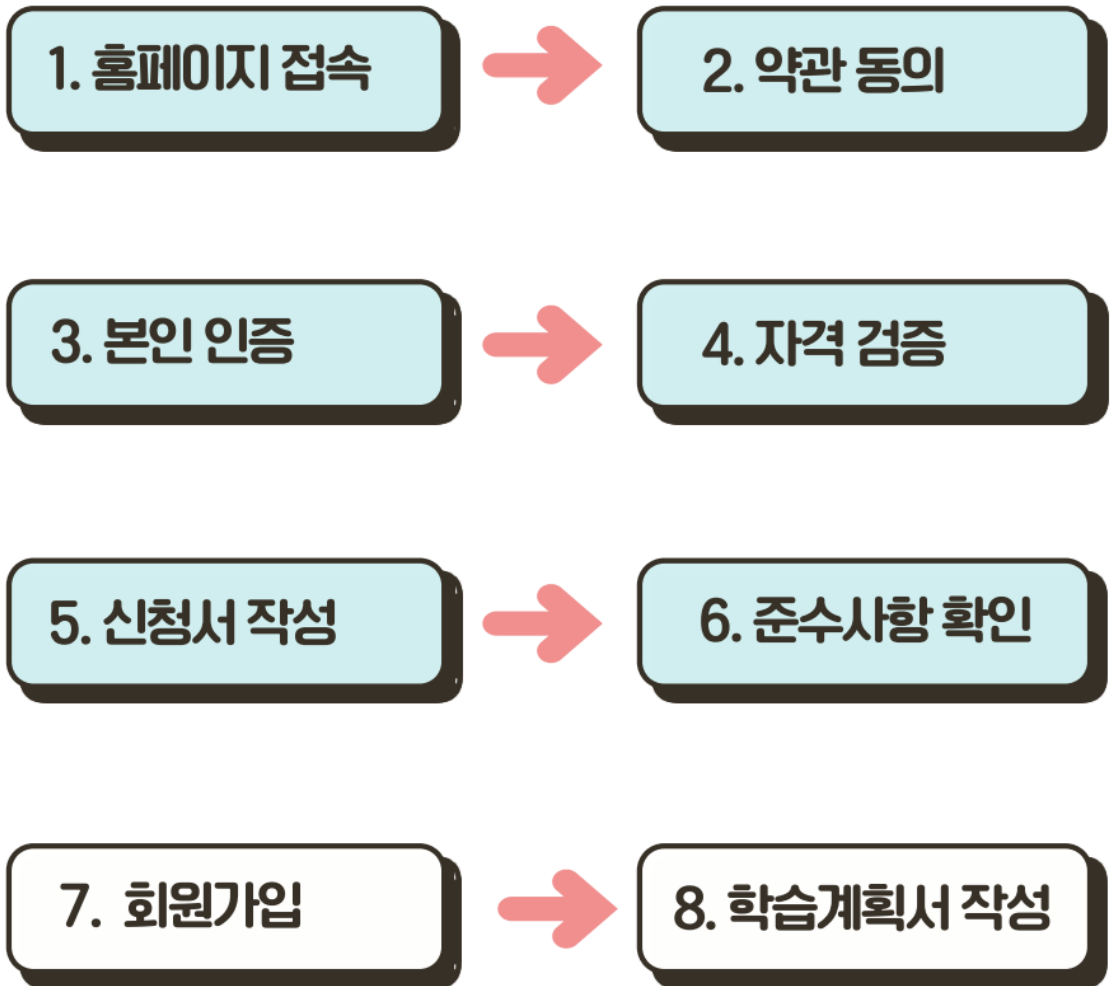 1. 홈페이지 접속
2. 약관 동의
3. 본인 인증
4. 자격 검증
5. 신청서 작성
6. 준수사항 확인
7. 회원가입
8. 학습계획서 작성